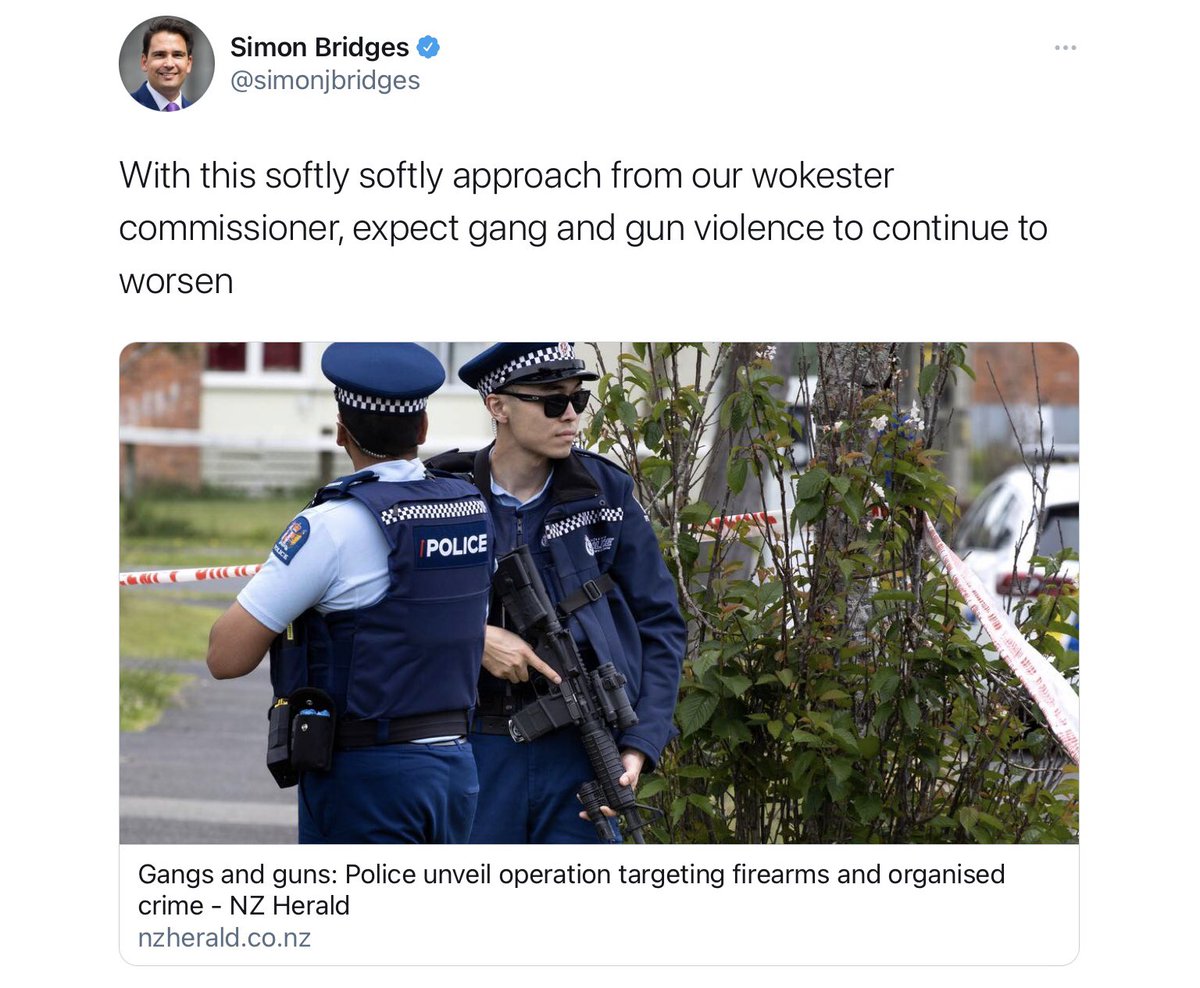 Simon Bridges
@simonjbridges
With this softly softly approach from our wokester
commissioner, expect gang and gun violence to continue to
worsen
POLICE
Gangs and guns: Police unveil operation targeting firearms and organised
crime - NZ Herald
nzherald.co.nz